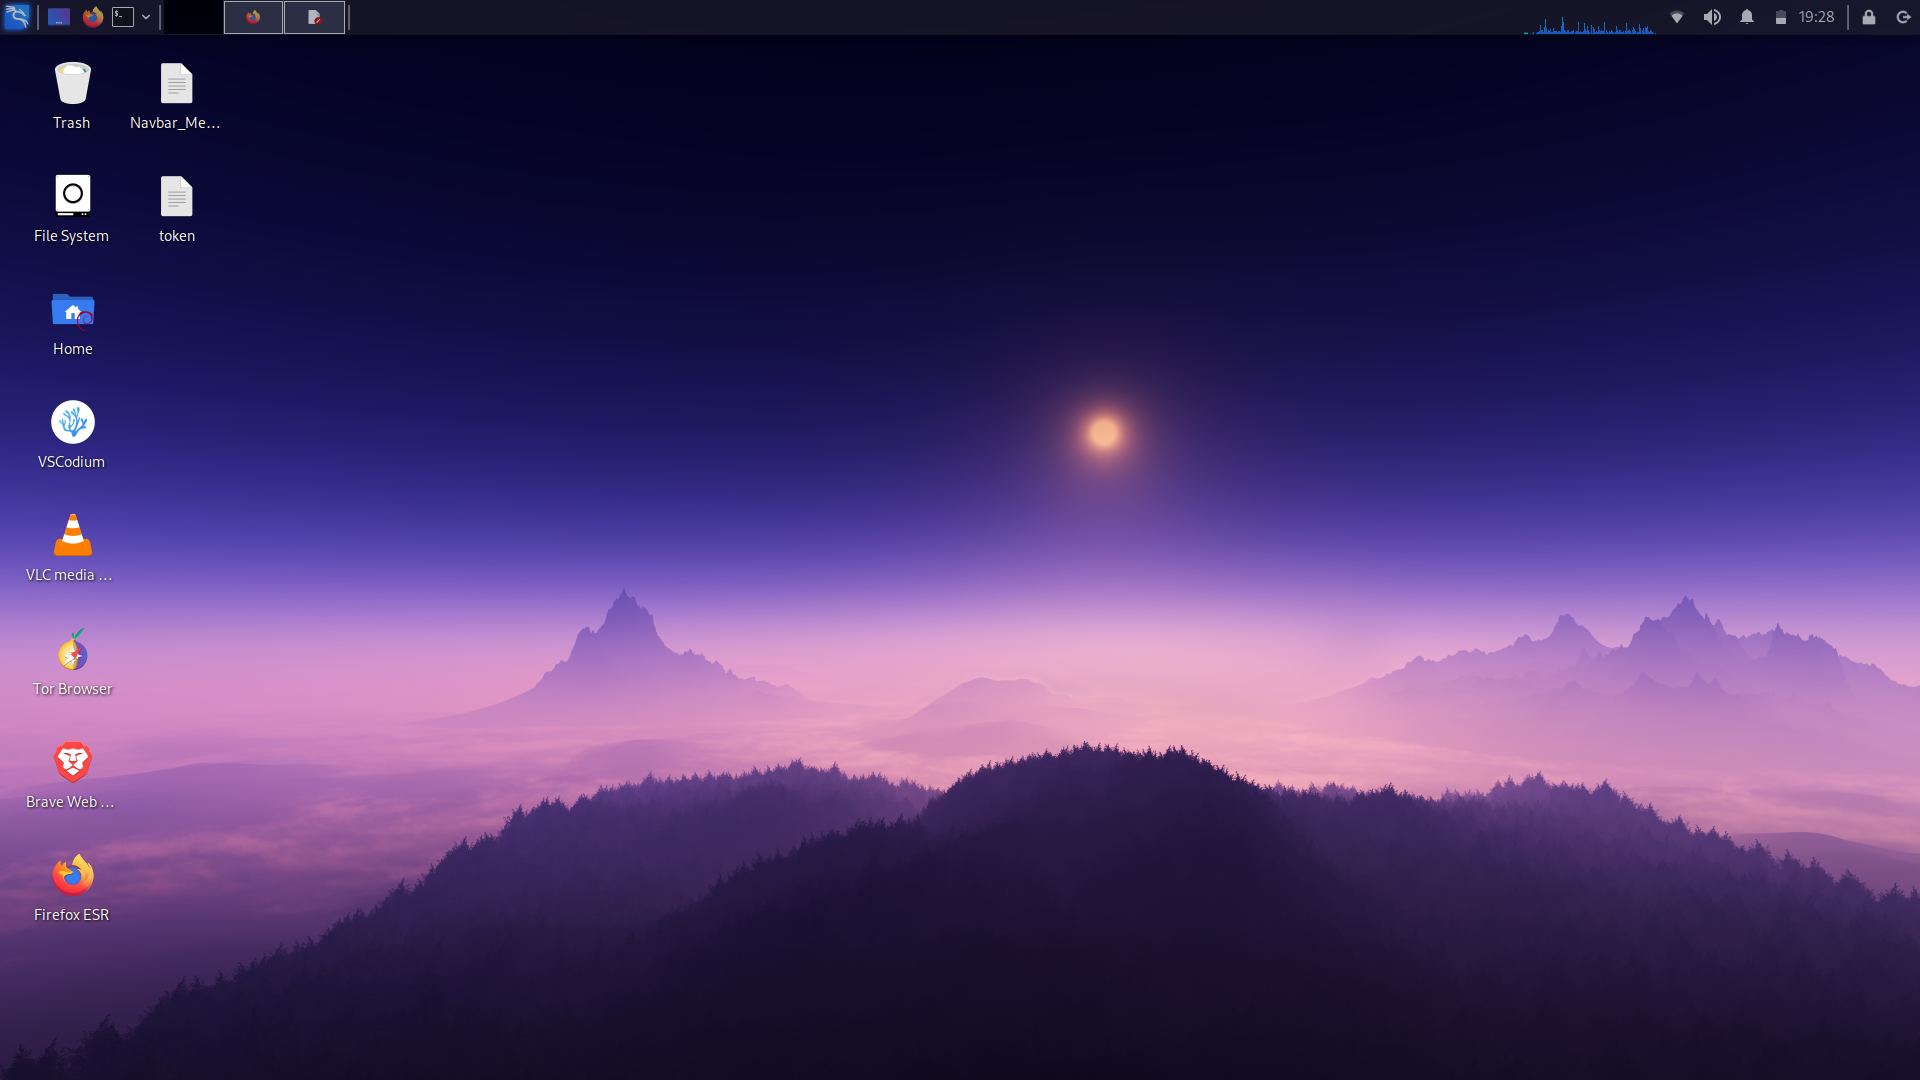 19:28
Trash
Navbar_Me...
File System
token
Home
VSCodium
VLC media ...
Tor Browser
Brave Web ...
Firefox ESR